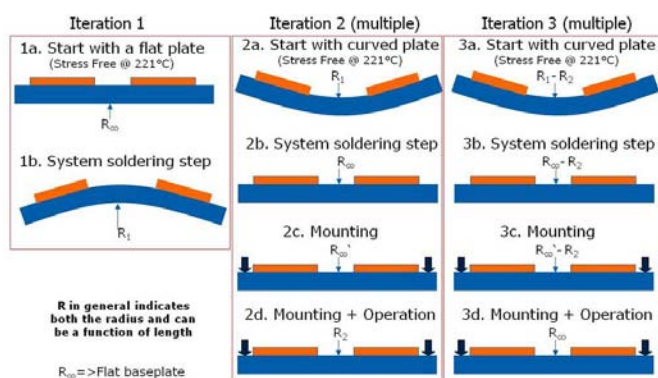 Iteration 1
1a. Start with a flat plate
(Stress Free @ 221°C)
R∞
1b. System soldering step
R1
R in general indicates
both the radius and can
be a function of length
R∞=>Flat baseplate
Iteration 2 (multiple)
2a. Start with curved plate
(Stress Free @ 221°C)
R1
2b. System soldering step
R∞
2c. Mounting
R∞`
2d. Mounting + Operation
R2
Iteration 3 (multiple)
3a. Start with curved plate
(Stress Free @ 221°C)
R1- R2
3b. System soldering step
R∞- R2
3c. Mounting
R∞`- R2
3d. Mounting + Operation
R∞